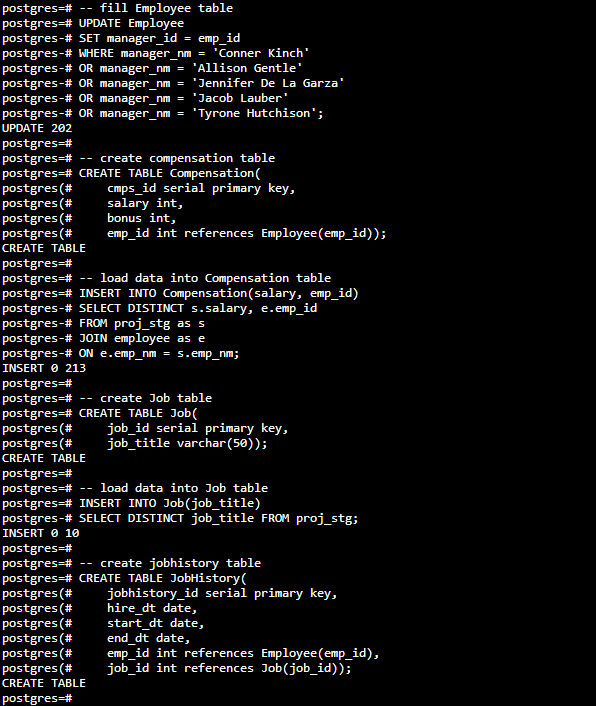 postgres=# -- fill Employee table
postgres=# UPDATE Employee
postgres-# SET manager_id = emp_id
postgres-# WHERE manager_nm = 'Conner Kinch'
postgres-# OR manager_nm = 'Allison Gentle'
postgres-# OR manager_nm = 'Jennifer De La Garza'
postgres-# OR manager_nm = 'Jacob Lauber'
postgres-# OR manager_nm = 'Tyrone Hutchison';
UPDATE 202
postgres=#
postgres=# -- create compensation table
postgres=# CREATE TABLE Compensation(
postgres(#     cmps_id serial primary key,
postgres(#     salary int,
postgres(#     bonus int,
postgres(#     emp_id int references Employee(emp_id));
CREATE TABLE
postgres=#
postgres=# -- load data into Compensation table
postgres=# INSERT INTO Compensation(salary, emp_id)
postgres-# SELECT DISTINCT s.salary, e.emp_id
postgres-# FROM proj_stg as s
postgres-# JOIN employee as e
postgres-# ON e.emp_nm = s.emp_nm;
INSERT 0 213
postgres=#
postgres=# -- create Job table
postgres=# CREATE TABLE Job(
postgres(#     job_id serial primary key,
postgres(#     job_title varchar(50));
CREATE TABLE
postgres=#
postgres=# -- load data into Job table
postgres=# INSERT INTO Job(job_title)
postgres-# SELECT DISTINCT job_title FROM proj_stg;
INSERT 0 10
postgres=#
postgres=# -- create jobhistory table
postgres=# CREATE TABLE JobHistory(
postgres(#     jobhistory_id serial primary key,
postgres(#     hire_dt date,
postgres(#     start_dt date,
postgres(#     end_dt date,
postgres(#     emp_id int references Employee(emp_id),
postgres(#     job_id int references Job(job_id));
CREATE TABLE
postgres=#